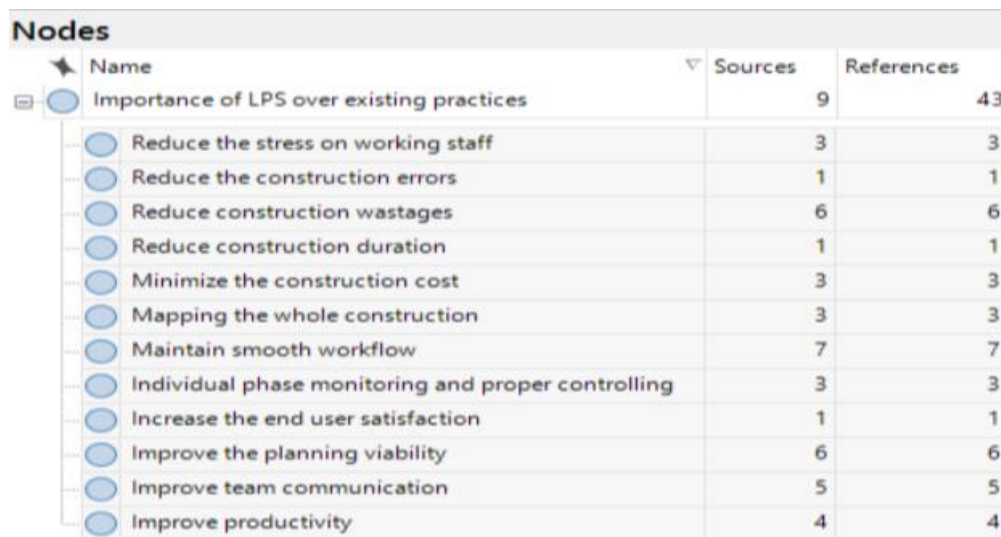 Nodes
Name Sources References
Importance of LPS over existing practices 9 43
Reduce the stress on working staff 3 3
Reduce the construction errors 1 1
Reduce construction wastages 6 6
Reduce construction duration 1 1
Minimize the construction cost 3 3
Mapping the whole construction 3 3
Maintain smooth workflow 7 7
Individual phase monitoring and proper controlling 3 3
Increase the end user satisfaction 1 1
Improve the planning viability 6 6
Improve team communication 5 5
Improve productivity 4 4